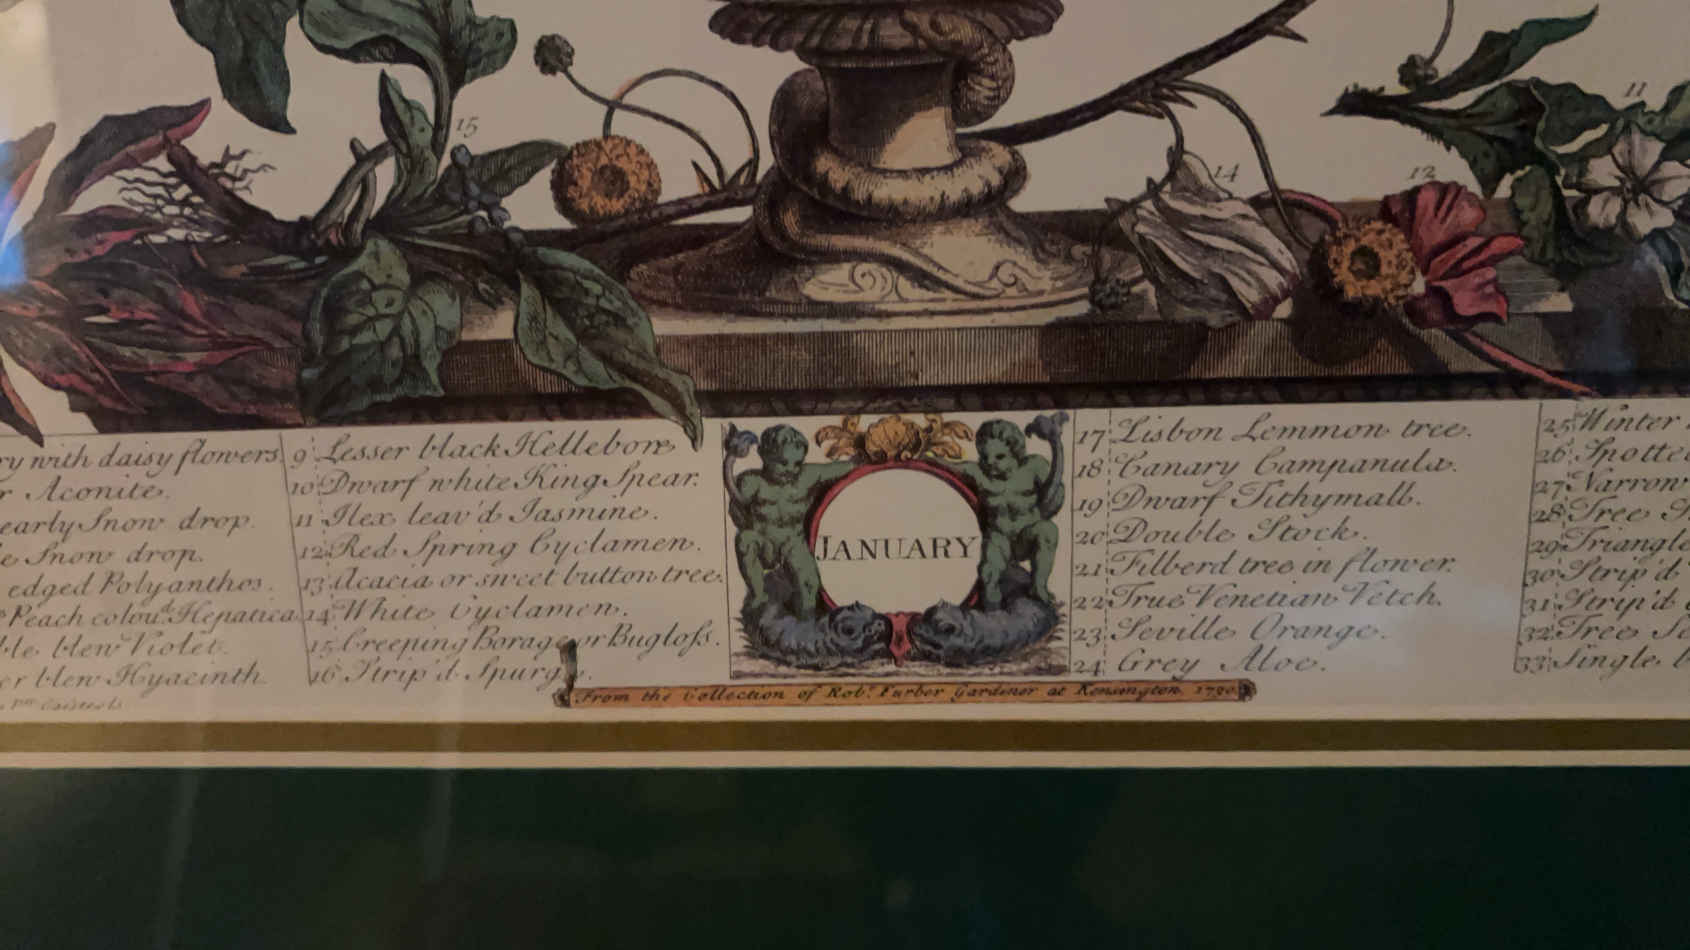 15
11
14
12
ry with daisy flowers.
r Aconite.
early Snow drop.
e Snow drop.
edged Polyanthos.
Peach colou.d Hepatica
ble blew Violet.
er blew Hyacinth
9 Lesser black Hellebore
10 Dwarf white King Spear.
11 Ilex leav'd Jasmine.
12 Red Spring Cyclamen.
13 Acacia or sweet button tree.
14 White Cyclamen.
15 Creeping Borage or Bugloſs.
16 Strip'd Spurge.
JANUARY
17 Lisbon Lemmon tree.
18 Canary Campanula.
19 Dwarf Tithymall.
20 Double Stock.
21 Filberd tree in flower.
22 True Venetian Vetch.
23 Seville Orange.
24 Grey Aloe.
25 Winter
26 Spotted
27 Narrow
28 Tree
29 Triangle
30 Strip'd
31 Strip'd
32 Tree Se
33 Single b
From the Collection of Rob.t Furber Gardiner at Kensington. 1730.